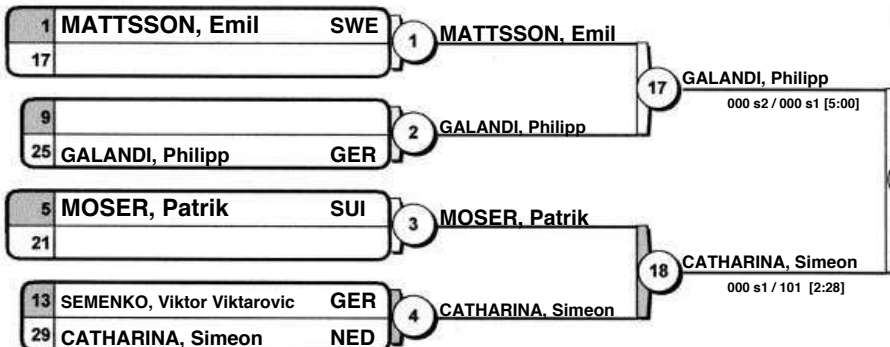 1 MATTSSON, Emil SWE
17
1 MATTSSON, Emil
9
25 GALANDI, Philipp GER
2 GALANDI, Philipp
17 GALANDI, Philipp
000 s2 / 000 s1 [5:00]
5 MOSER, Patrik SUI
21
3 MOSER, Patrik
13 SEMENKO, Viktor Viktarovic GER
29 CATHARINA, Simeon NED
4 CATHARINA, Simeon
18 CATHARINA, Simeon
000 s1 / 101 [2:28]